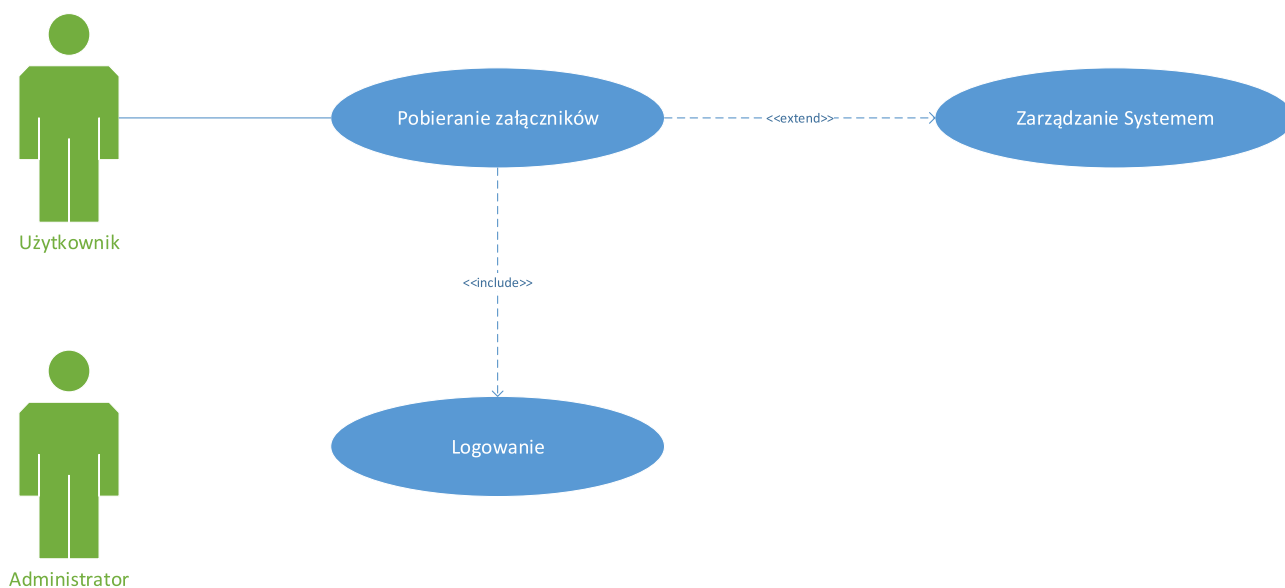 Pobieranie załączników
<<extend>>
Zarządzanie Systemem
Użytkownik
<<include>>
Logowanie
Administrator